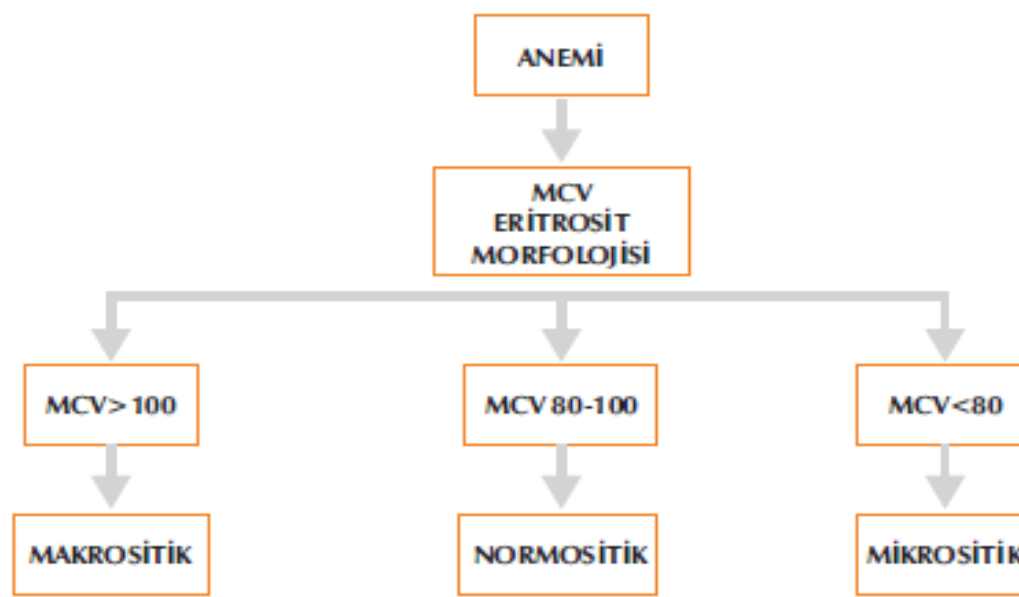 ANEMİ
MCV
ERİTROSİT
MORFOLOJİSİ
MCV>100
MCV 80-100
MCV<80
MAKROSİTİK
NORMOSİTİK
MİKROSİTİK